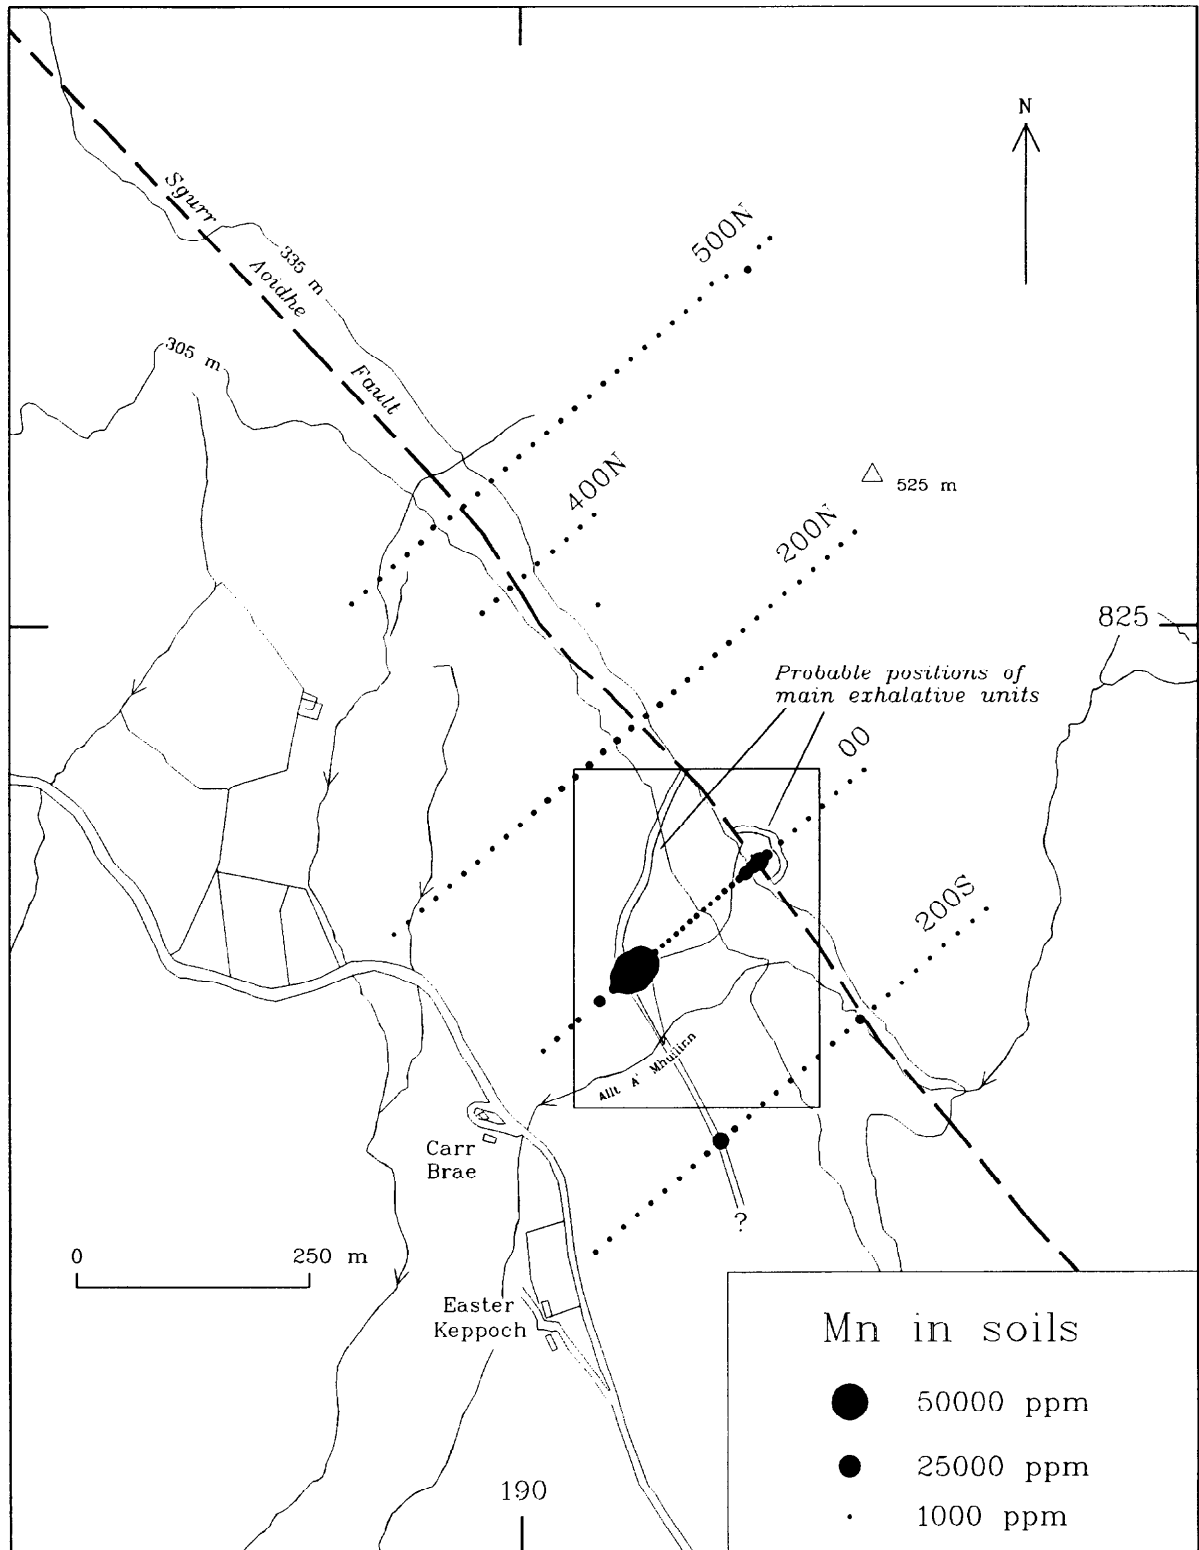 N
500N
Sgurr
335 m
Aoidhe
305 m
Fault
400N
525 m
200N
825
Probable positions of
main exhalative units
00
200S
Allt A' Mhuilinn
Carr
Brae
?
0
250 m
Easter
Keppoch
Mn in soils
50000 ppm
25000 ppm
190
1000 ppm